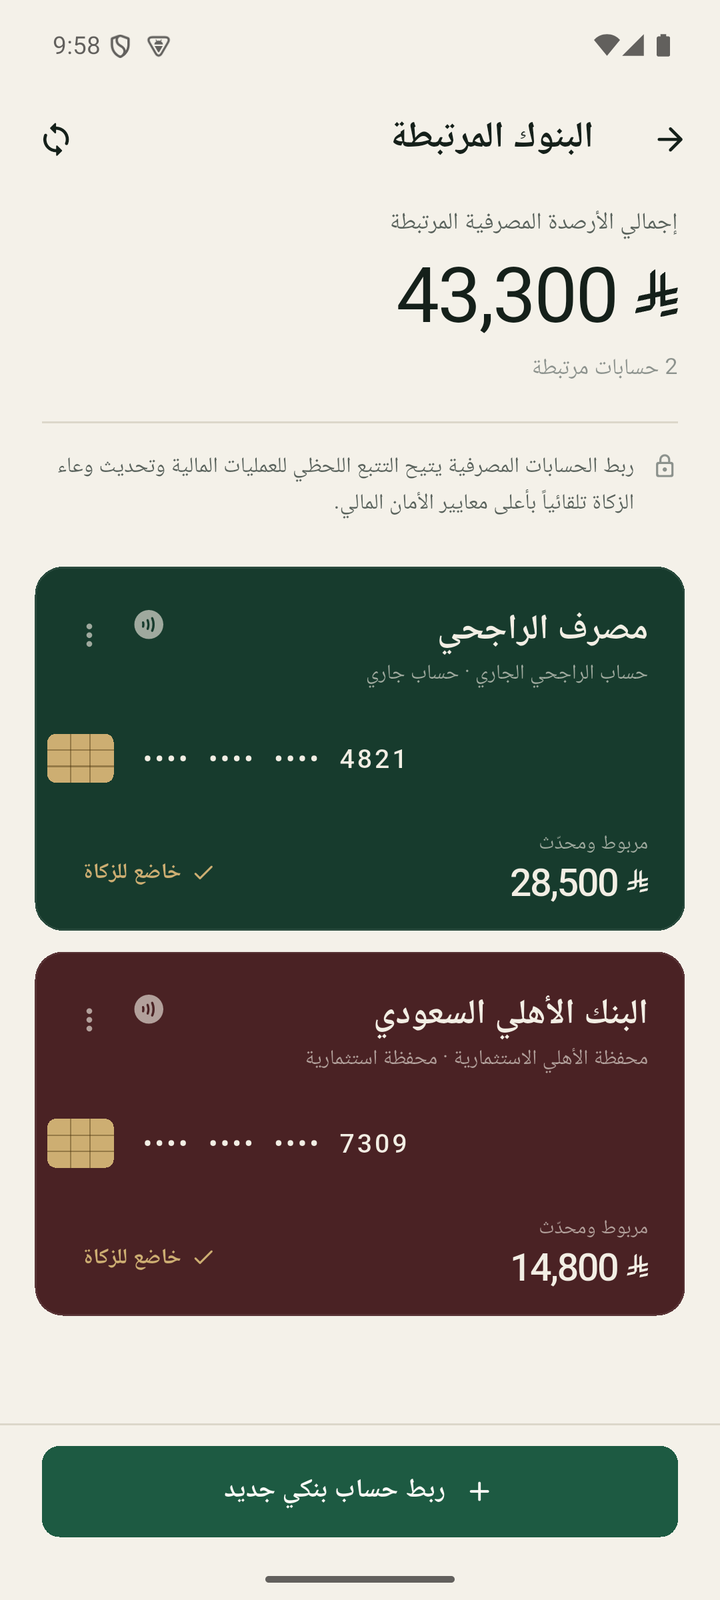 9:58
البنوك المرتبطة
إجمالي الأرصدة المصرفية المرتبطة
⃁ 43,300
2 حسابات مرتبطة
ربط الحسابات المصرفية يتيح التتبع اللحظي للعمليات المالية وتحديث وعاء
الزكاة تلقائياً بأعلى معايير الأمان المالي.
مصرف الراجحي
حساب الراجحي الجاري · حساب جاري
•••• •••• •••• 4821
مربوط ومحدّث
⃁ 28,500
خاضع للزكاة
البنك الأهلي السعودي
محفظة الأهلي الاستثمارية · محفظة استثمارية
•••• •••• •••• 7309
مربوط ومحدّث
⃁ 14,800
خاضع للزكاة
+ ربط حساب بنكي جديد